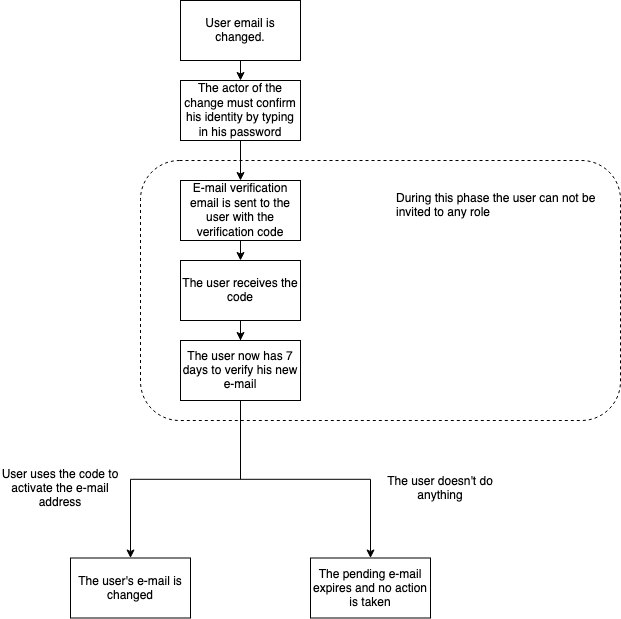 User email is
changed.
The actor of the
change must confirm
his identity by typing
in his password
E-mail verification
email is sent to the
user with the
verification code
During this phase the user can not be
invited to any role
The user receives the
code
The user now has 7
days to verify his new
e-mail
User uses the code to
activate the e-mail
address
The user doesn't do
anything
The user's e-mail is
changed
The pending e-mail
expires and no action
is taken